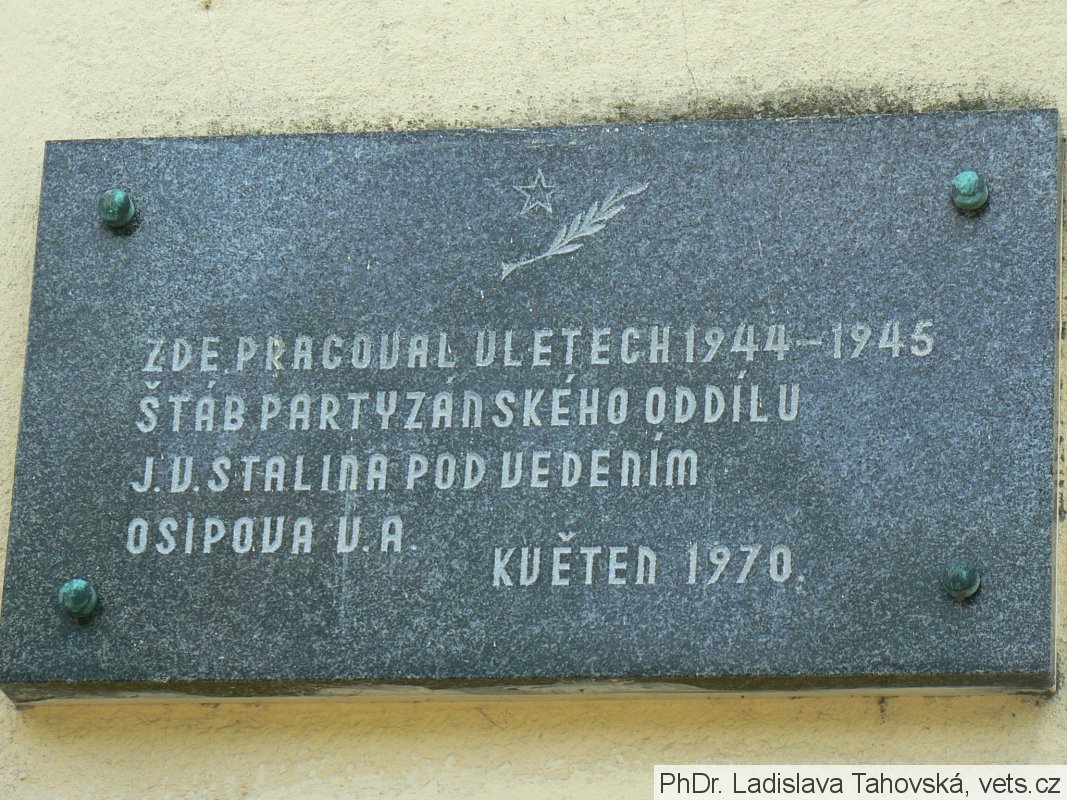 ZDE PRACOVAL V LETECH 1944-1945
ŠTÁB PARTYZÁNSKÉHO ODDÍLU
J.V. STALINA POD VEDENÍM
OSIPOVA V.A.
KVĚTEN 1970.
PhDr. Ladislava Tahovská, vets.cz